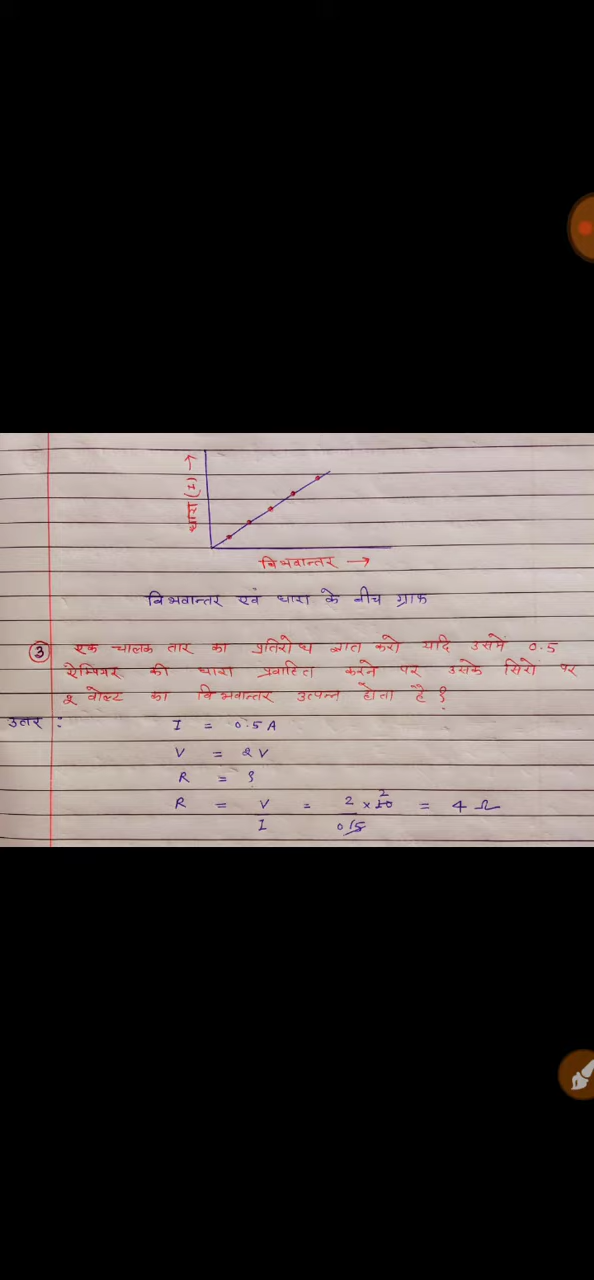 धारा (I) →
विभवान्तर →
विभवान्तर एवं धारा के बीच ग्राफ
③ एक चालक तार का प्रतिरोध ज्ञात करो यदि उसमें 0.5
ऐम्पियर की धारा प्रवाहित करने पर उसके सिरों पर
2 वोल्ट का विभवान्तर उत्पन्न होता है ?
उत्तर :
I = 0.5 A
V = 2V
R = ?
R = V/I = 2 × 10 2 / 05 = 4 Ω